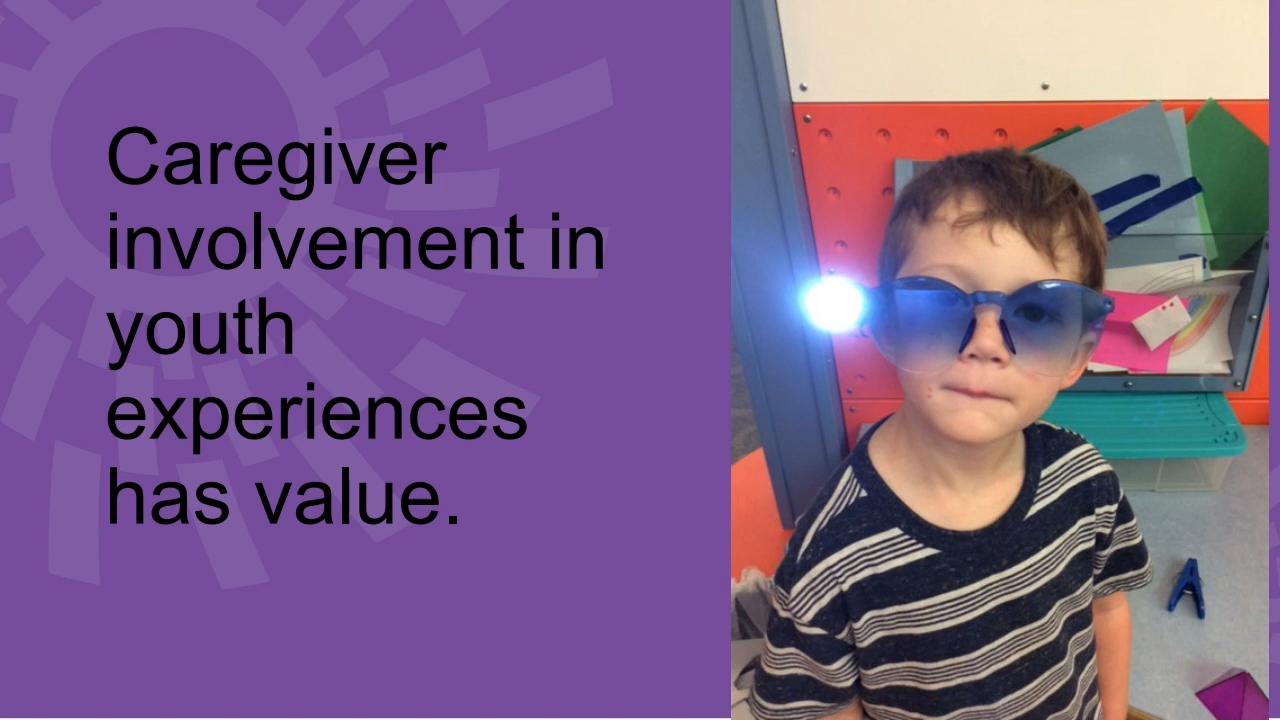 Caregiver
involvement in
youth
experiences
has value.